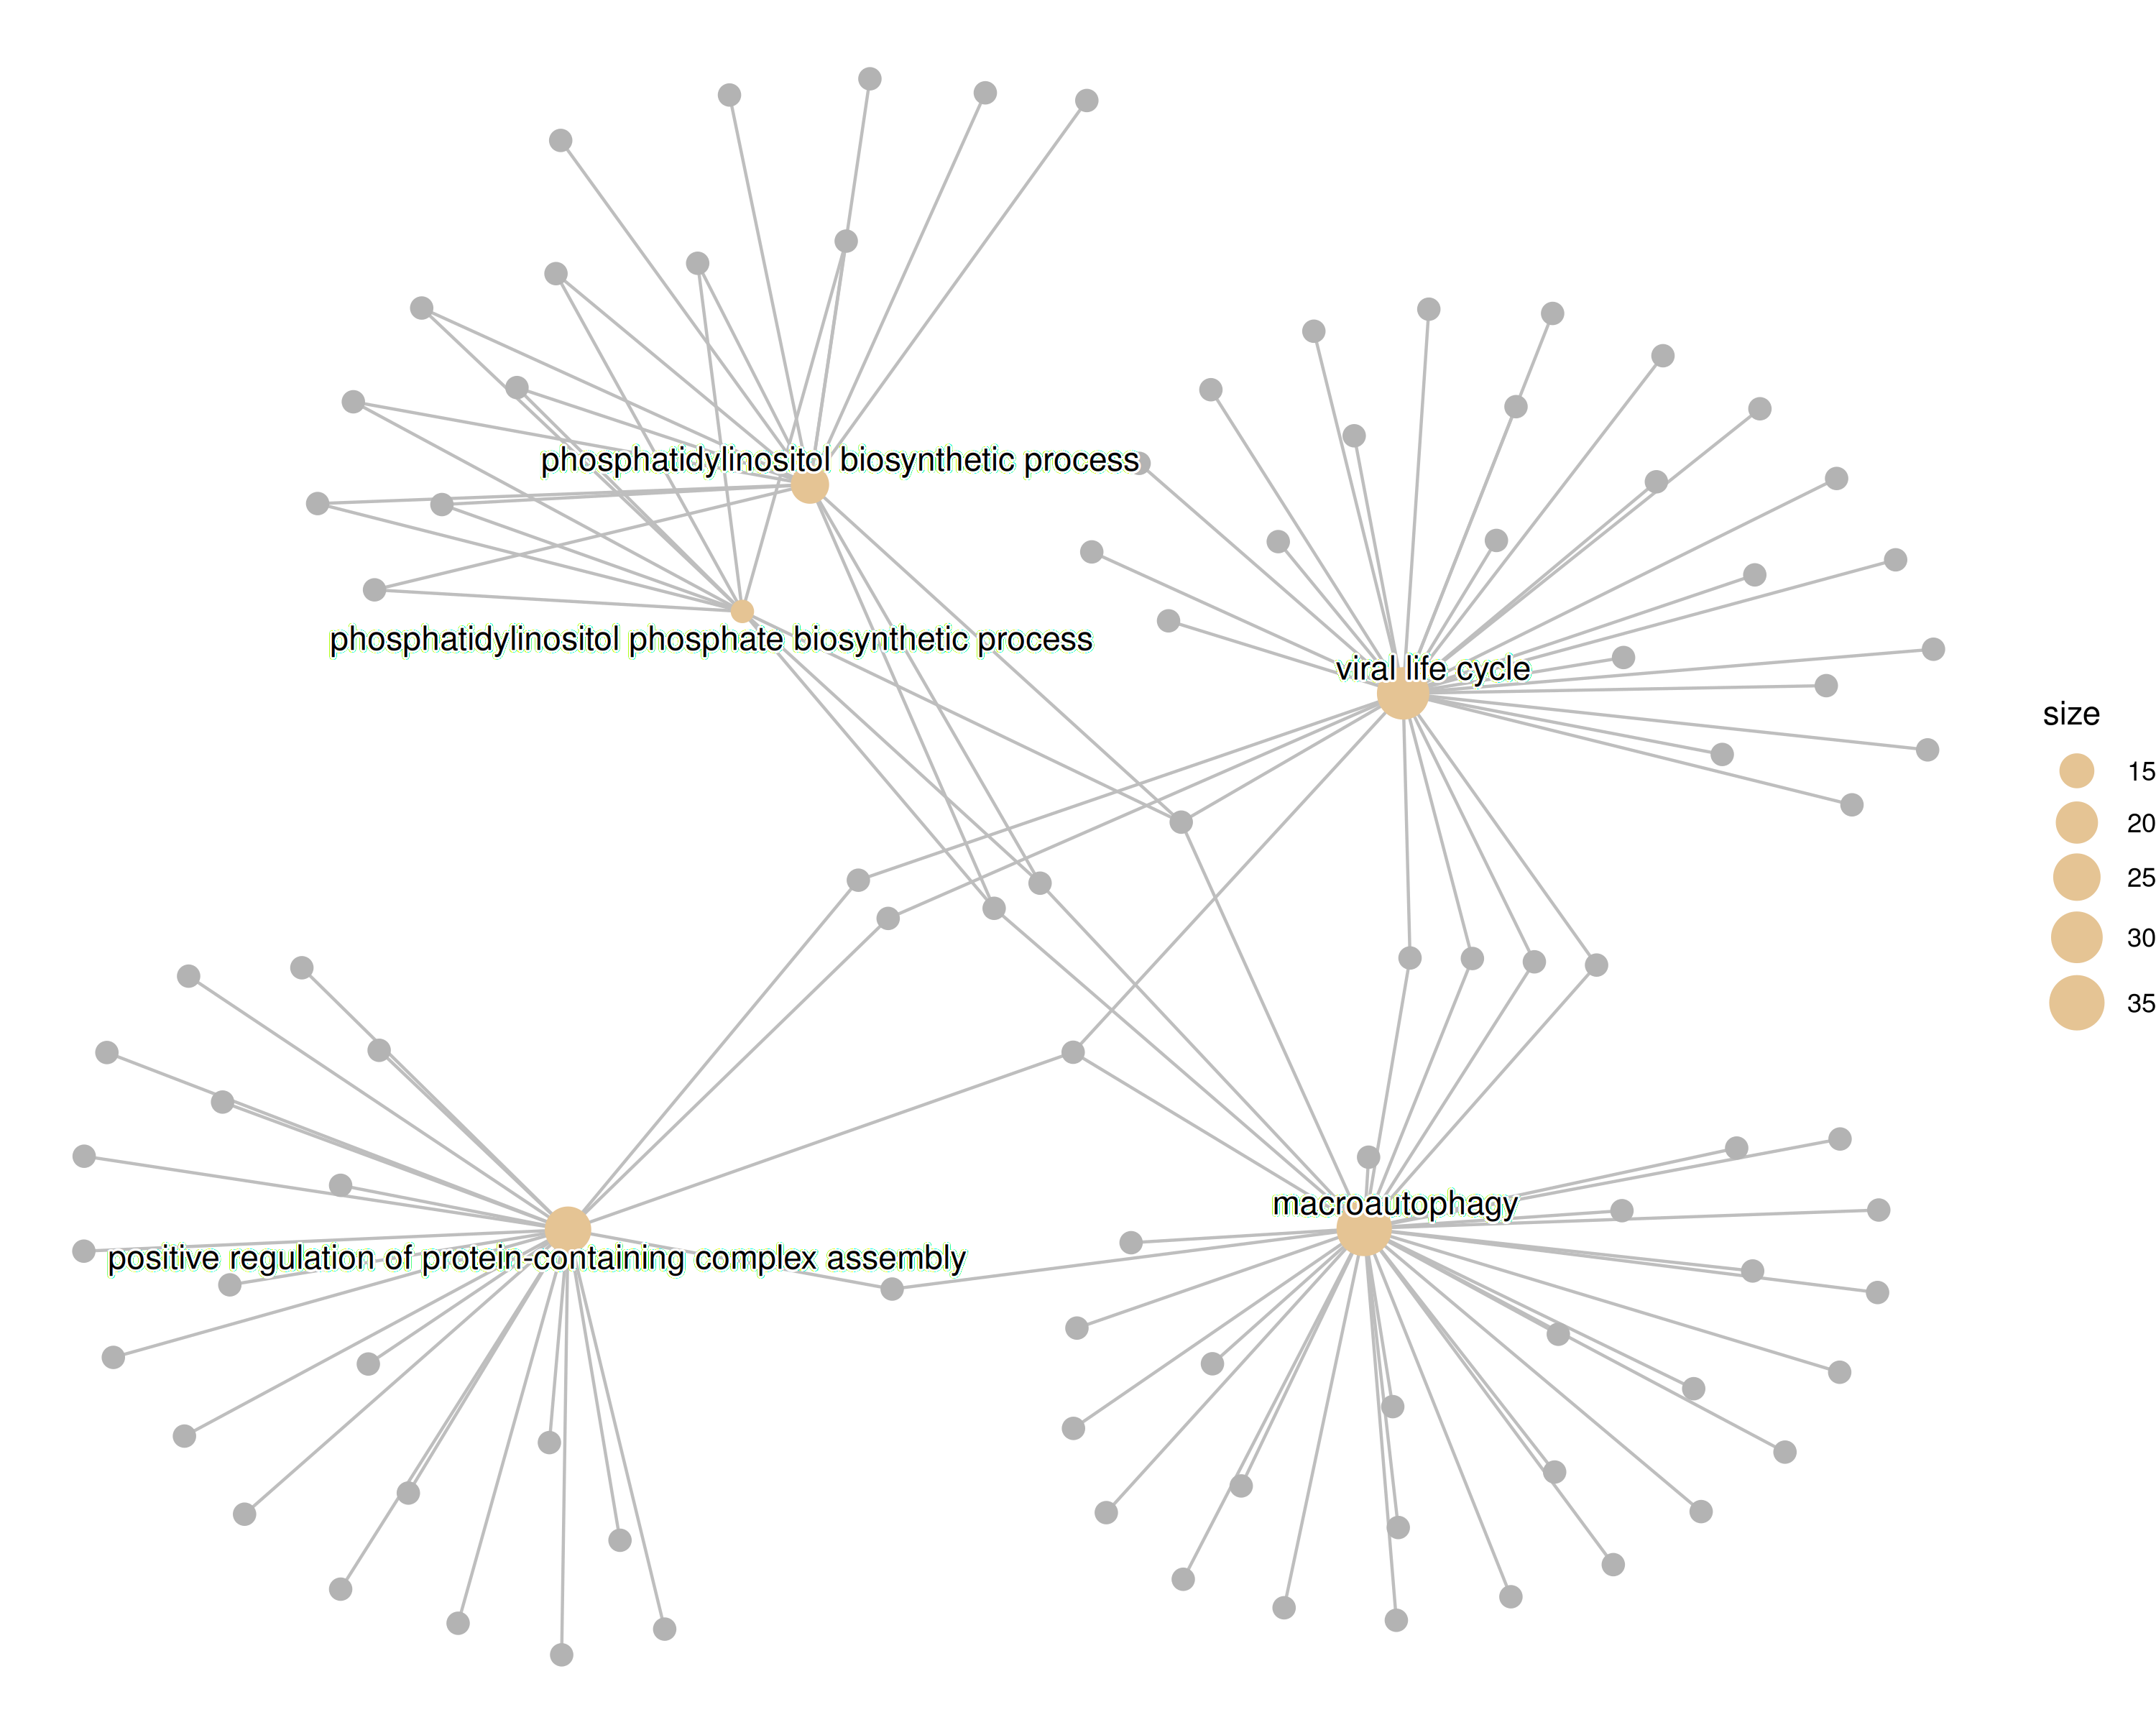 phosphatidylinositol biosynthetic process
phosphatidylinositol phosphate biosynthetic process
viral life cycle
size
15
20
25
30
35
macroautophagy
positive regulation of protein-containing complex assembly